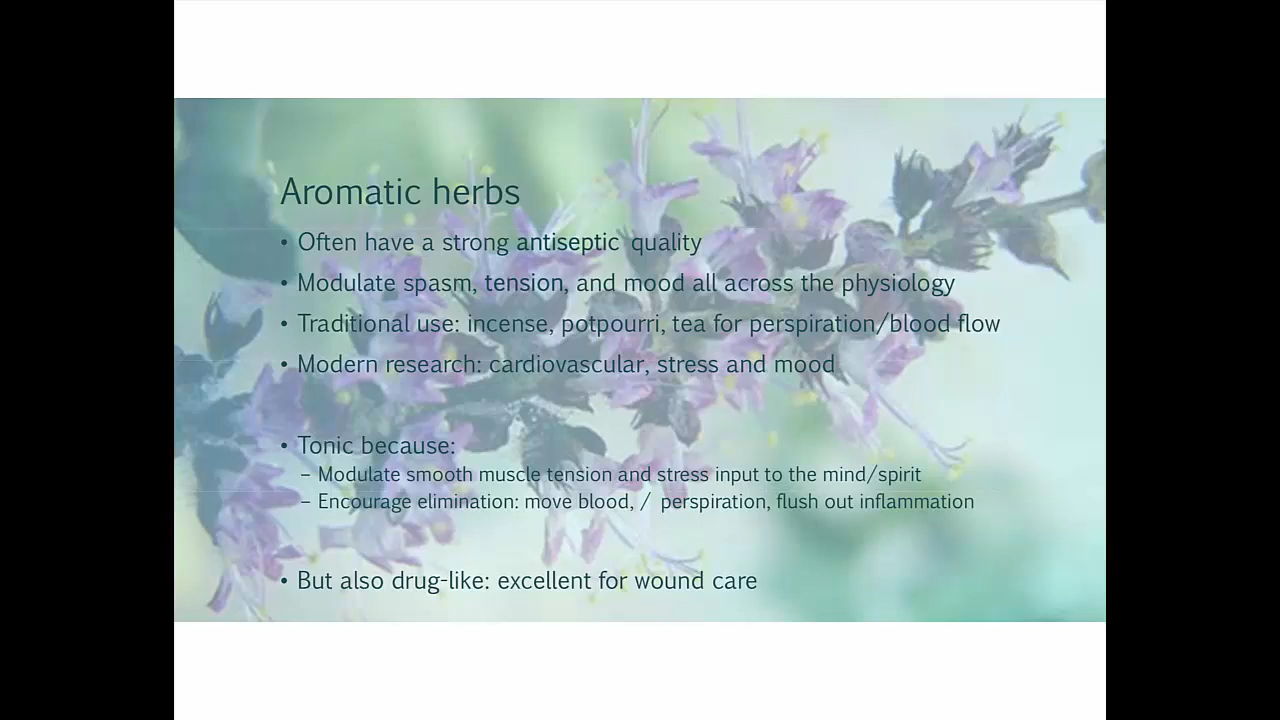 Aromatic herbs
• Often have a strong antiseptic quality
• Modulate spasm, tension, and mood all across the physiology
• Traditional use: incense, potpourri, tea for perspiration/blood flow
• Modern research: cardiovascular, stress and mood
• Tonic because:
– Modulate smooth muscle tension and stress input to the mind/spirit
– Encourage elimination: move blood, / perspiration, flush out inflammation
• But also drug-like: excellent for wound care